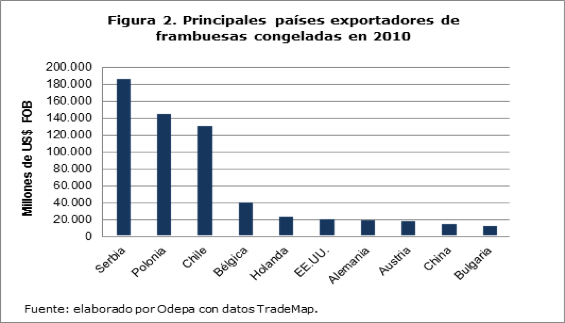 Figura 2. Principales países exportadores de
frambuesas congeladas en 2010
Millones de US$ FOB
200.000
180.000
160.000
140.000
120.000
100.000
80.000
60.000
40.000
20.000
0
Serbia
Polonia
Chile
Bélgica
Holanda
EE.UU.
Alemania
Austria
China
Bulgaria
Fuente: elaborado por Odepa con datos TradeMap.